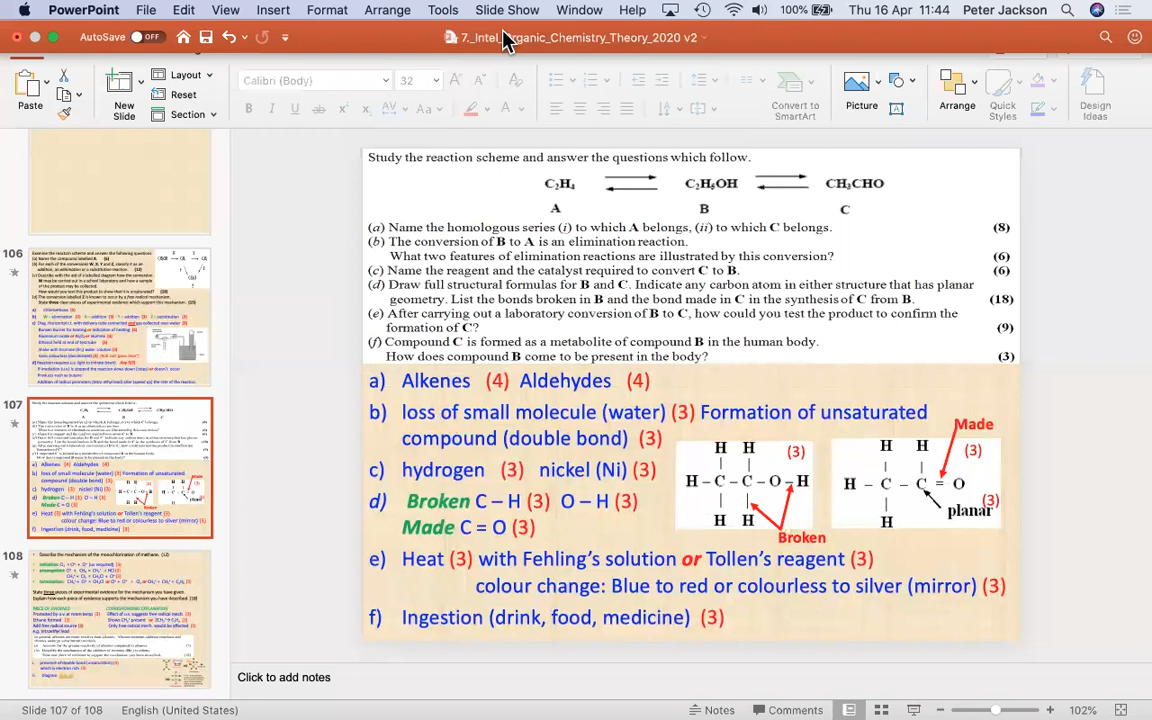 PowerPoint File Edit View Insert Format Arrange Tools Slide Show Window Help 100% Thu 16 Apr 11:44 Peter Jackson
AutoSave OFF 7._Intel_Organic_Chemistry_Theory_2020 v2
Paste New Slide Layout Reset Section Calibri (Body) 32 Convert to SmartArt Picture Arrange Quick Styles Design Ideas
Study the reaction scheme and answer the questions which follow.
C₂H₄ C₂H₅OH CH₃CHO
A B C
(a) Name the homologous series (i) to which A belongs, (ii) to which C belongs. (8)
(b) The conversion of B to A is an elimination reaction.
What two features of elimination reactions are illustrated by this conversion? (6)
(c) Name the reagent and the catalyst required to convert C to B. (6)
(d) Draw full structural formulas for B and C. Indicate any carbon atom in either structure that has planar
geometry. List the bonds broken in B and the bond made in C in the synthesis of C from B. (18)
(e) After carrying out a laboratory conversion of B to C, how could you test the product to confirm the
formation of C? (9)
(f) Compound C is formed as a metabolite of compound B in the human body.
How does compound B come to be present in the body? (3)
a) Alkenes (4) Aldehydes (4)
b) loss of small molecule (water) (3) Formation of unsaturated
compound (double bond) (3)
c) hydrogen (3) nickel (Ni) (3)
d) Broken C – H (3) O – H (3)
Made C = O (3)
H H (3)
H – C – C – O – H
H H
Broken
Made
H H (3)
H – C – C = O
(3)
planar
H
e) Heat (3) with Fehling's solution or Tollen's reagent (3)
colour change: Blue to red or colourless to silver (mirror) (3)
f) Ingestion (drink, food, medicine) (3)
106
107
108
Click to add notes
Slide 107 of 108 English (United States) Notes Comments 102%